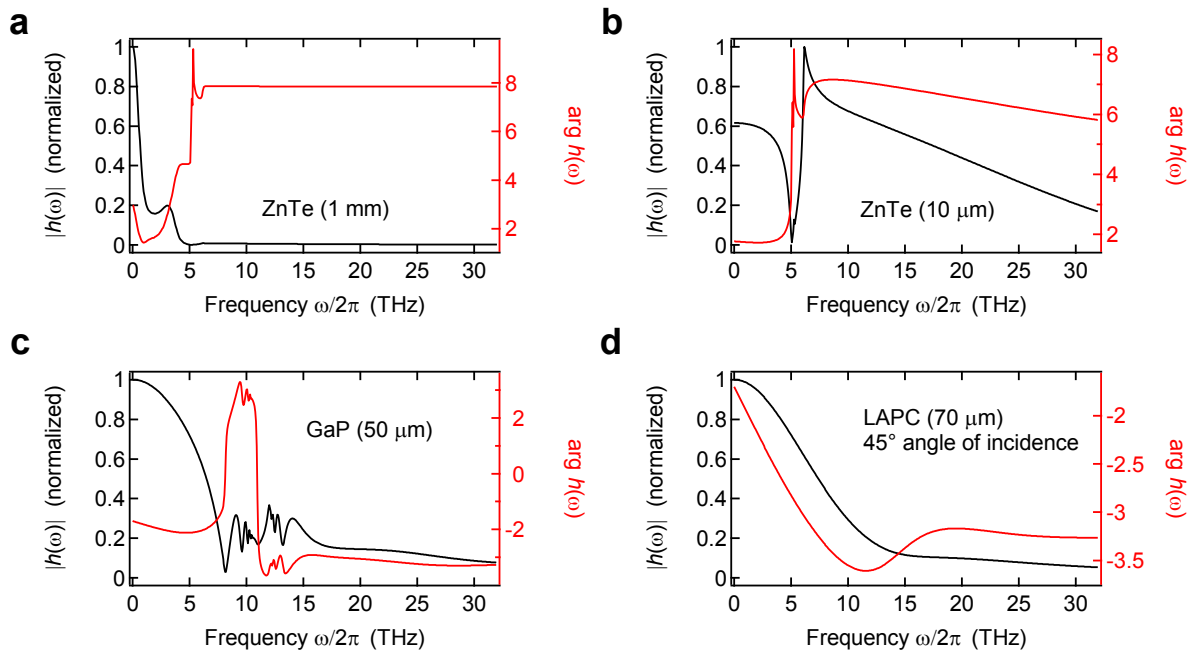 a
|h(ω)| (normalized)
1
0.8
0.6
0.4
0.2
0
8
6
4
2
arg h(ω)
ZnTe (1 mm)
0 5 10 15 20 25 30
Frequency ω/2π (THz)
b
|h(ω)| (normalized)
1
0.8
0.6
0.4
0.2
0
8
6
4
2
arg h(ω)
ZnTe (10 μm)
0 5 10 15 20 25 30
Frequency ω/2π (THz)
c
|h(ω)| (normalized)
1
0.8
0.6
0.4
0.2
0
2
0
-2
arg h(ω)
GaP (50 μm)
0 5 10 15 20 25 30
Frequency ω/2π (THz)
d
|h(ω)| (normalized)
1
0.8
0.6
0.4
0.2
0
-2
-2.5
-3
-3.5
arg h(ω)
LAPC (70 μm)
45° angle of incidence
0 5 10 15 20 25 30
Frequency ω/2π (THz)